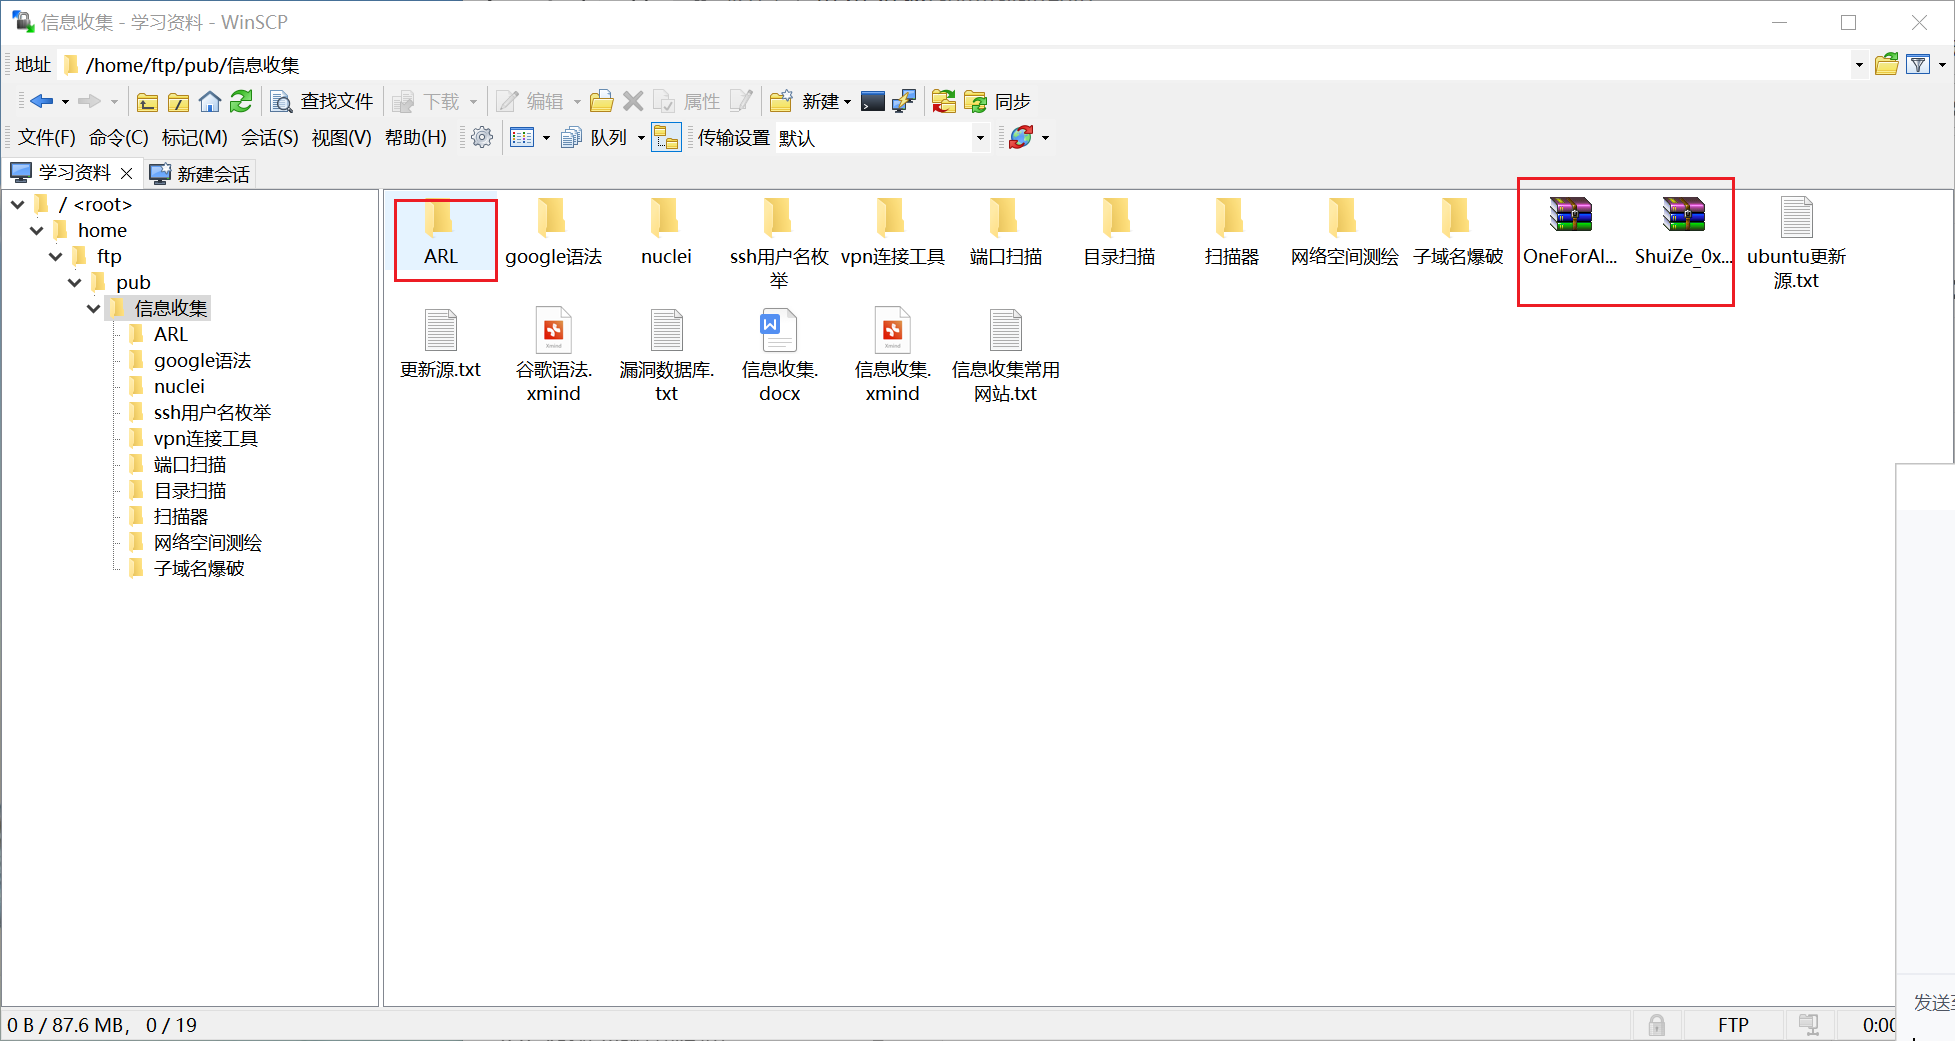 信息收集 - 学习资料 - WinSCP
地址 /home/ftp/pub/信息收集
查找文件 下载 编辑 属性 新建 同步
文件(F) 命令(C) 标记(M) 会话(S) 视图(V) 帮助(H) 队列 传输设置 默认
学习资料 新建会话
/ <root>
home
ftp
pub
信息收集
ARL
google语法
nuclei
ssh用户名枚举
vpn连接工具
端口扫描
目录扫描
扫描器
网络空间测绘
子域名爆破
ARL
google语法
nuclei
ssh用户名枚
举
vpn连接工具
端口扫描
目录扫描
扫描器
网络空间测绘
子域名爆破
OneForAl...
ShuiZe_0x...
ubuntu更新
源.txt
更新源.txt
谷歌语法.
xmind
漏洞数据库.
txt
信息收集.
docx
信息收集.
xmind
信息收集常用
网站.txt
发送
0 B / 87.6 MB， 0 / 19
FTP
0:00